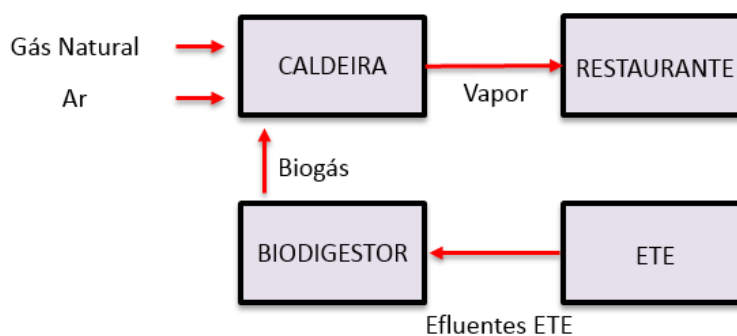 Gás Natural
Ar
CALDEIRA
Vapor
RESTAURANTE
Biogás
BIODIGESTOR
ETE
Efluentes ETE